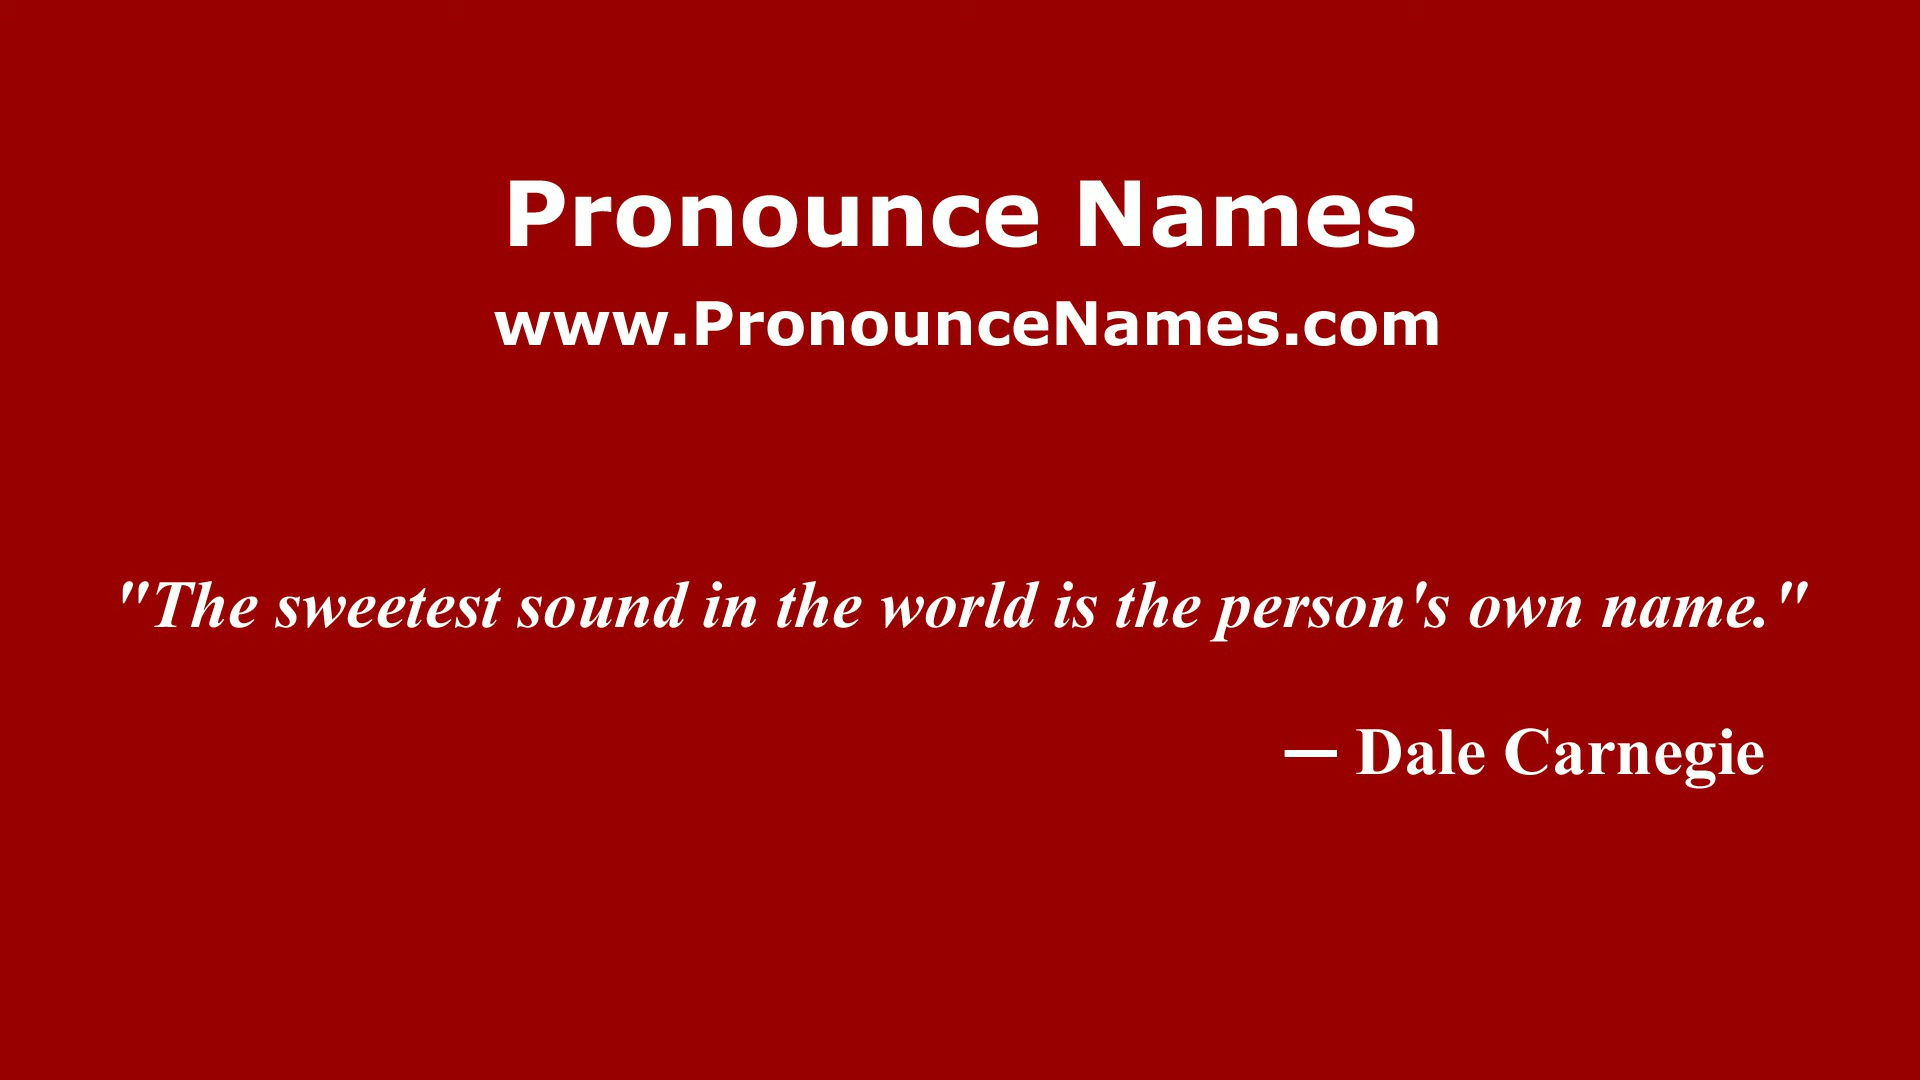 Pronounce Names
www.PronounceNames.com
"The sweetest sound in the world is the person's own name."
— Dale Carnegie